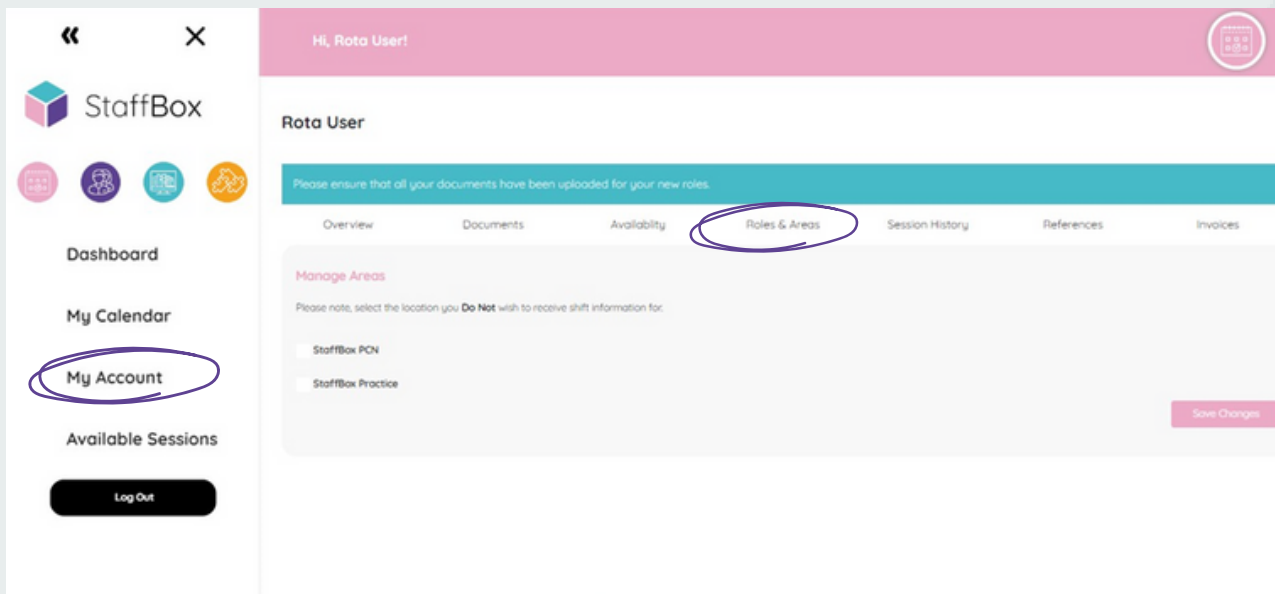 StaffBox
Dashboard
My Calendar
My Account
Available Sessions
Log Out
Hi, Rota User!
Rota User
Please ensure that all your documents have been uploaded for your new roles.
Overview Documents Availablity Roles & Areas Session History References Invoices
Manage Areas
Please note, select the location you Do Not wish to receive shift information for.
StaffBox PCN
StaffBox Practice
Save Changes